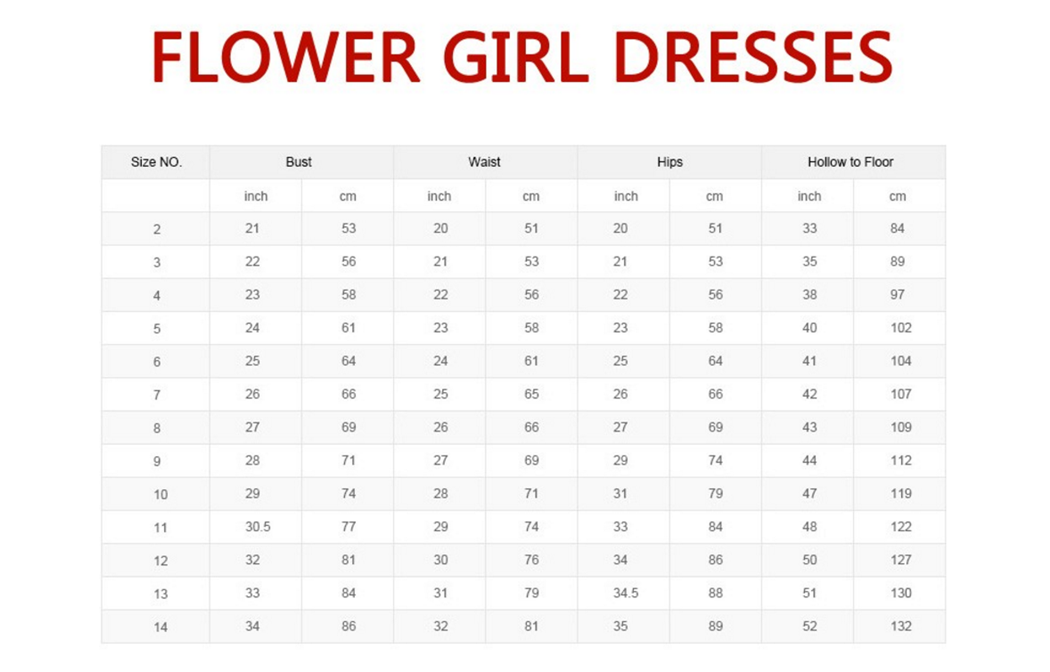 FLOWER GIRL DRESSES
Size NO. Bust Waist Hips Hollow to Floor
inch cm inch cm inch cm inch cm
2 21 53 20 51 20 51 33 84
3 22 56 21 53 21 53 35 89
4 23 58 22 56 22 56 38 97
5 24 61 23 58 23 58 40 102
6 25 64 24 61 25 64 41 104
7 26 66 25 65 26 66 42 107
8 27 69 26 66 27 69 43 109
9 28 71 27 69 29 74 44 112
10 29 74 28 71 31 79 47 119
11 30.5 77 29 74 33 84 48 122
12 32 81 30 76 34 86 50 127
13 33 84 31 79 34.5 88 51 130
14 34 86 32 81 35 89 52 132